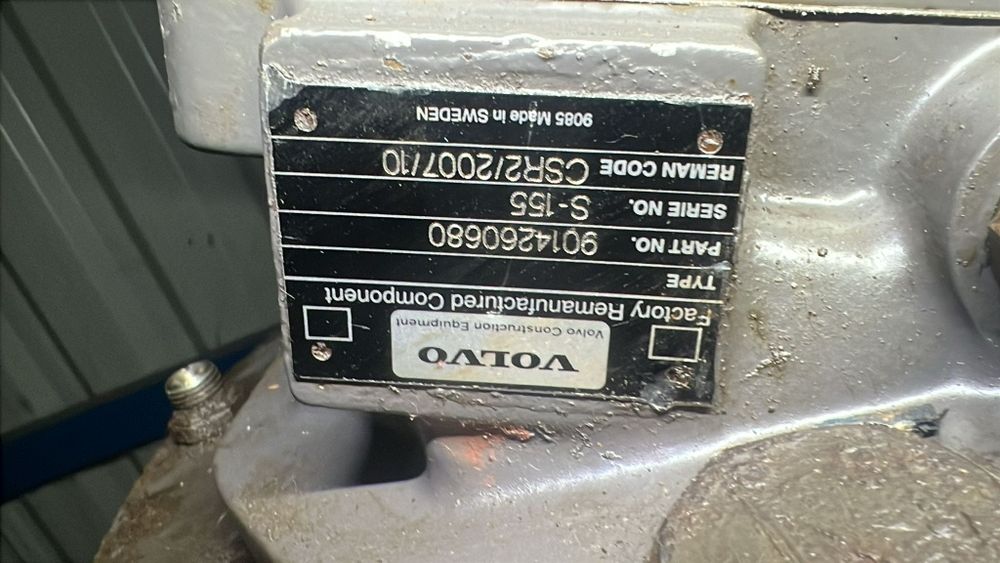 VOLVO
Volvo Construction Equipment
Factory Remanufactured Component
TYPE
PART NO. 9014260680
SERIE NO. S-155
REMAN CODE CSR2/2007/10
9085 Made in SWEDEN